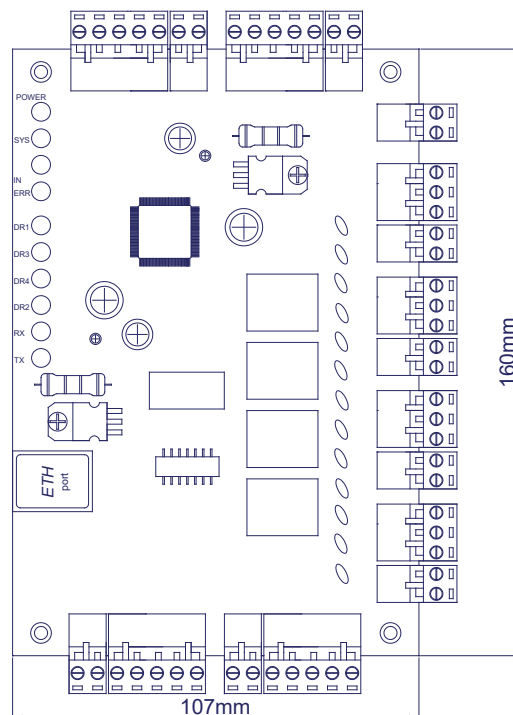 POWER
SYS
IN
ERR
DR1
DR3
DR4
DR2
RX
TX
ETH
port
160mm
107mm